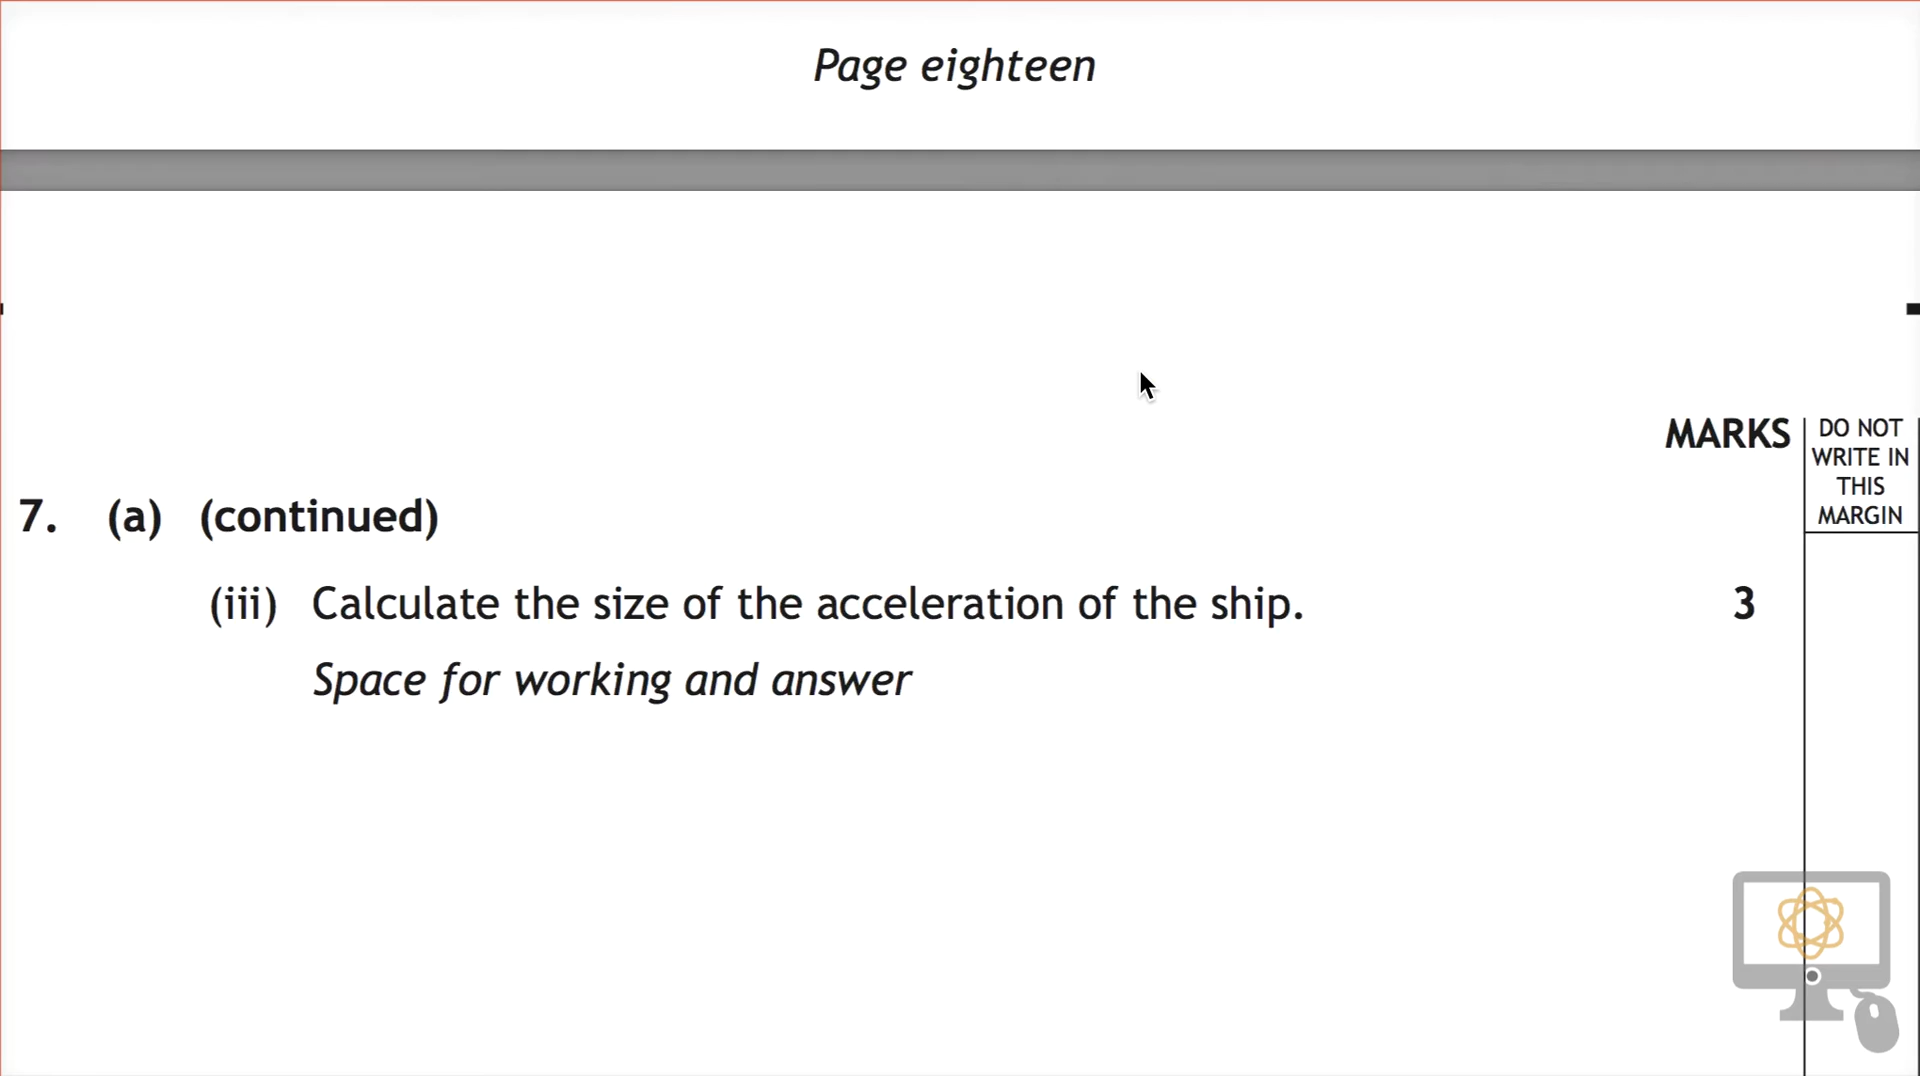 Page eighteen
MARKS
DO NOT
WRITE IN
THIS
MARGIN
7. (a) (continued)
(iii) Calculate the size of the acceleration of the ship. 3
Space for working and answer